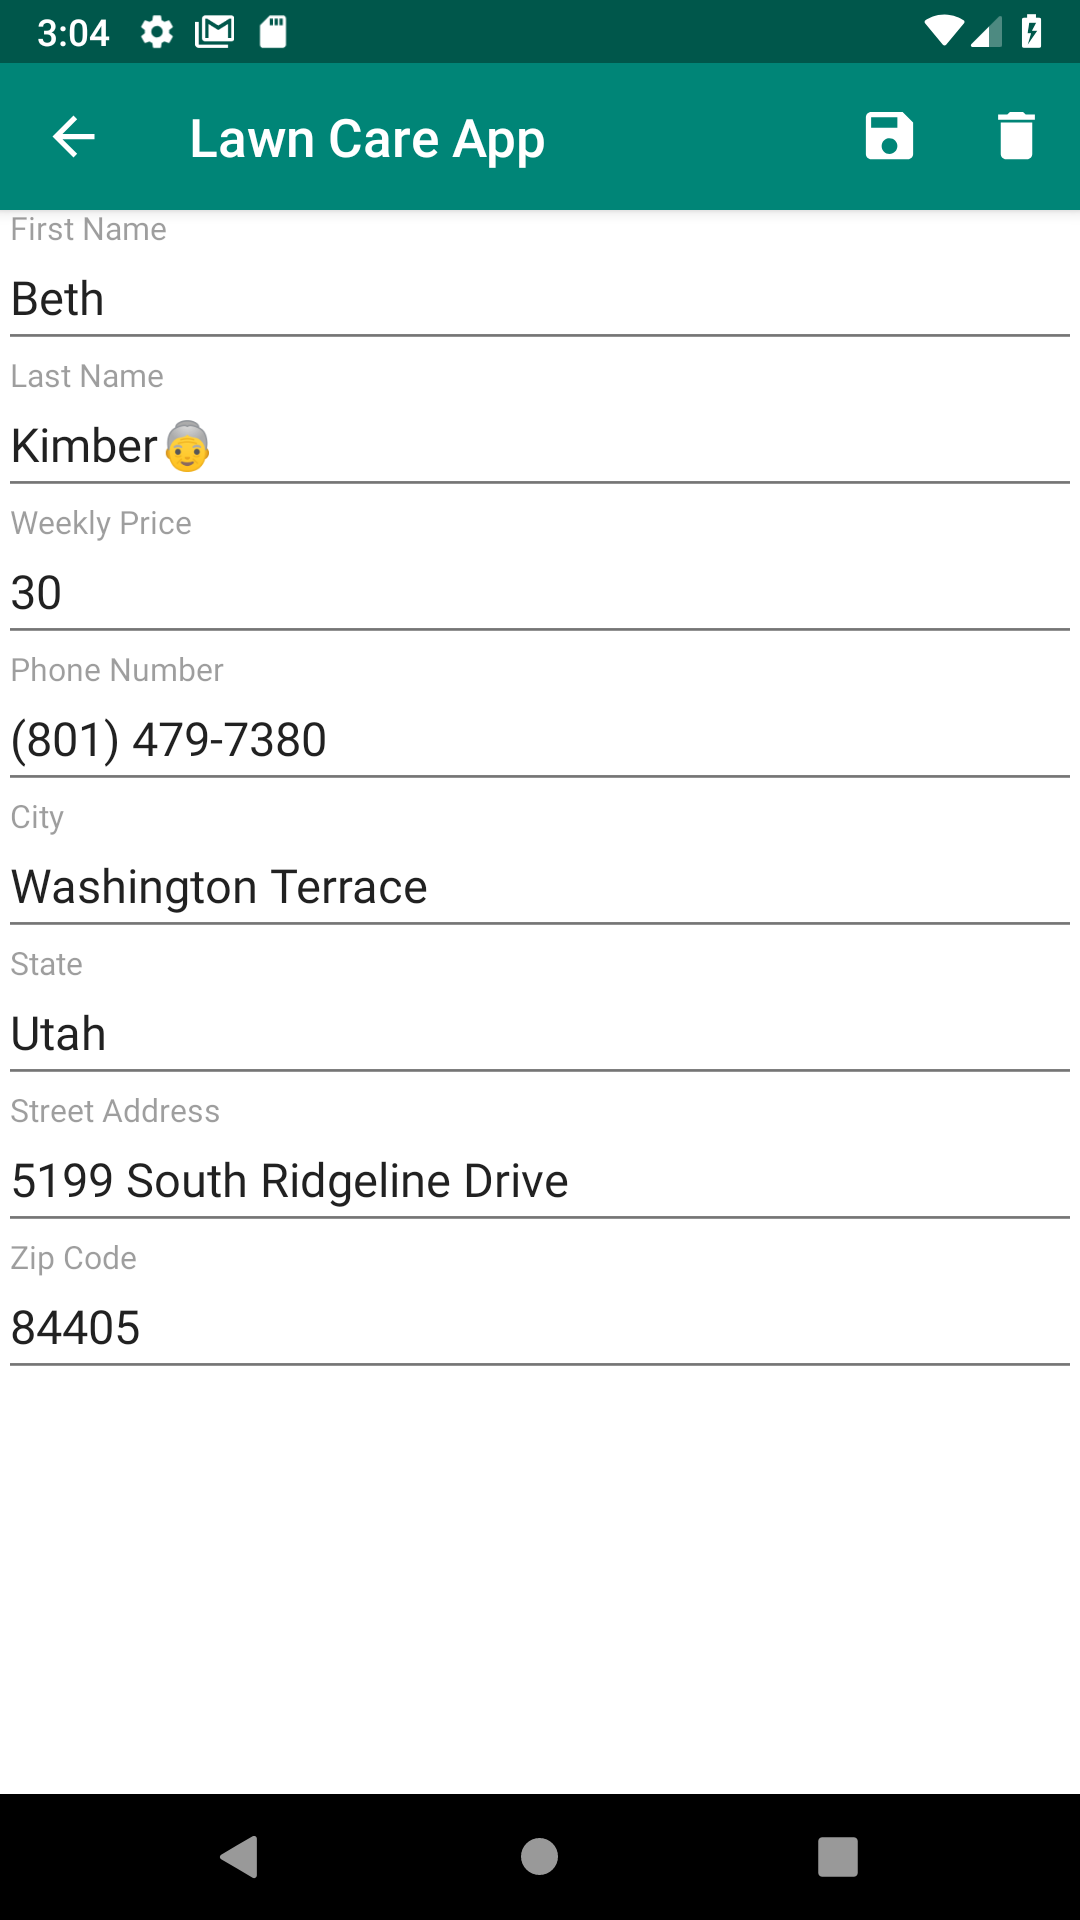 3:04
Lawn Care App
First Name
Beth
Last Name
Kimber👵
Weekly Price
30
Phone Number
(801) 479-7380
City
Washington Terrace
State
Utah
Street Address
5199 South Ridgeline Drive
Zip Code
84405